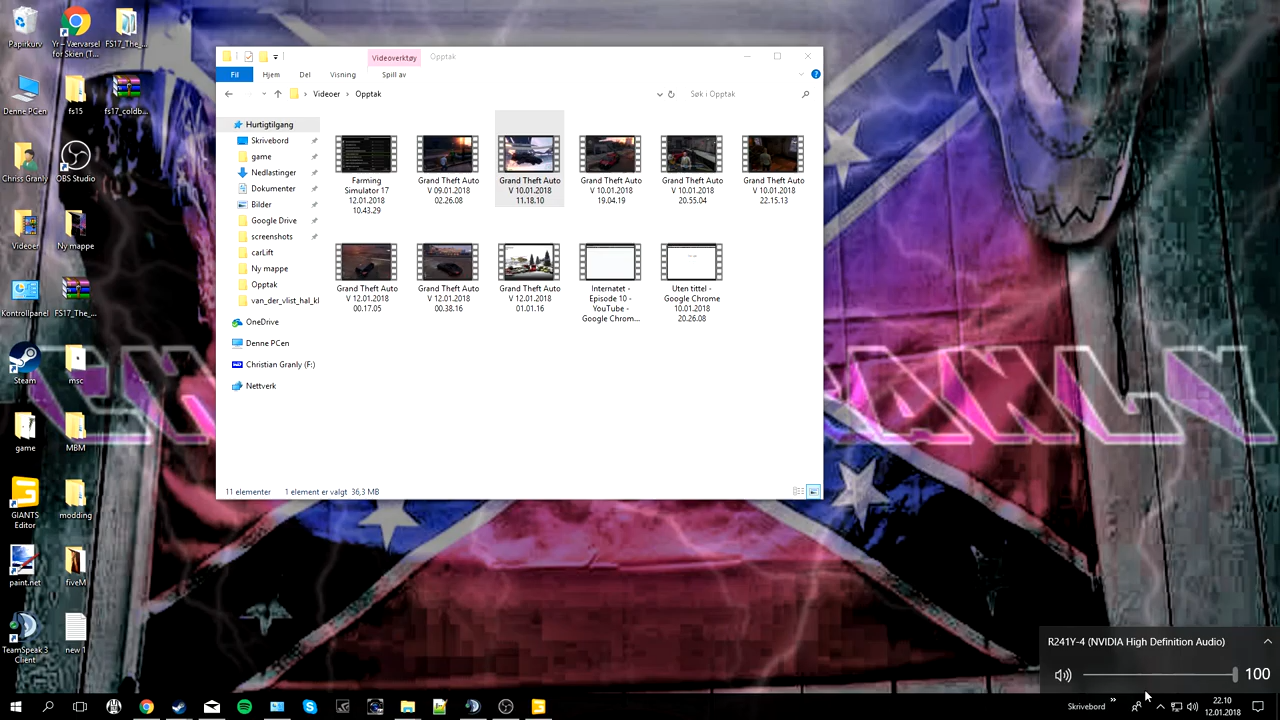 Papirkurv
Yr – Værvarsel
for Skien (T...
FS17_The_...
Denne PCen
fs15
fs17_coldb...
Chriss Granly
OBS Studio
Videoer
Ny mappe
Kontrollpanel
FS17_The_...
Steam
msc
game
MBM
GIANTS
Editor
modding
paint.net
fiveM
TeamSpeak 3
Client
new 1
Videoverktøy
Opptak
Fil
Hjem
Del
Visning
Spill av
Videoer
Opptak
Søk i Opptak
Hurtigtilgang
Skrivebord
game
Nedlastinger
Dokumenter
Bilder
Google Drive
screenshots
carLift
Ny mappe
Opptak
van_der_vlist_hal_kl
OneDrive
Denne PCen
Christian Granly (F:)
Nettverk
Farming
Simulator 17
12.01.2018
10.43.29
Grand Theft Auto
V 09.01.2018
02.26.08
Grand Theft Auto
V 10.01.2018
11.18.10
Grand Theft Auto
V 10.01.2018
19.04.19
Grand Theft Auto
V 10.01.2018
20.55.04
Grand Theft Auto
V 10.01.2018
22.15.13
Grand Theft Auto
V 12.01.2018
00.17.05
Grand Theft Auto
V 12.01.2018
00.38.16
Grand Theft Auto
V 12.01.2018
01.01.16
Internatet -
Episode 10 -
YouTube -
Google Chrom...
Uten tittel -
Google Chrome
10.01.2018
20.26.08
11 elementer
1 element er valgt 36,3 MB
R241Y-4 (NVIDIA High Definition Audio)
100
Skrivebord
22.10
12.01.2018